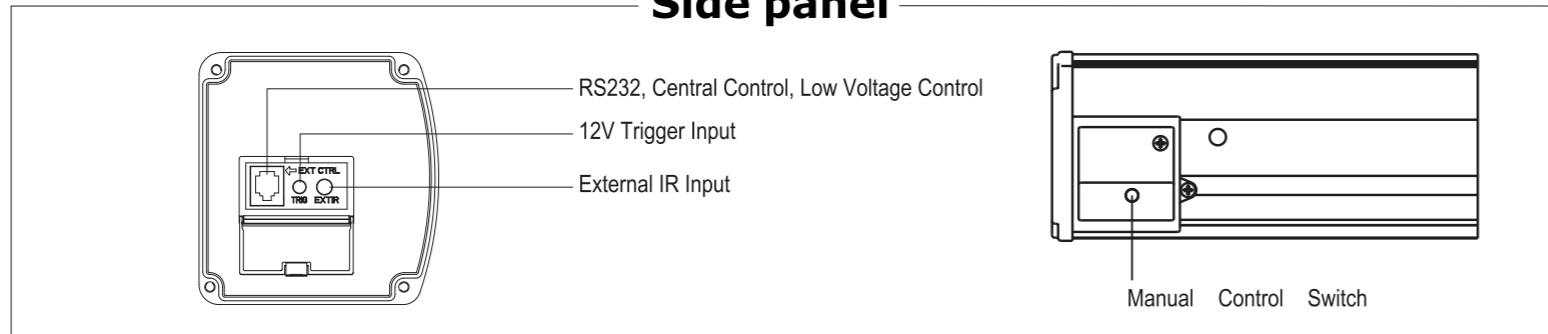 Side panel
RS232, Central Control, Low Voltage Control
12V Trigger Input
External IR Input
EXT CTRL
TRIG EXTIR
Manual Control Switch